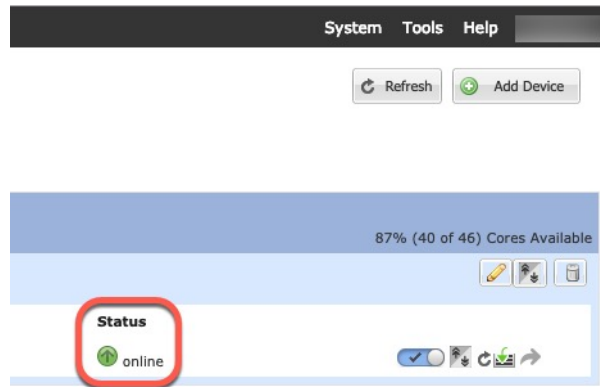 System Tools Help
Refresh Add Device
87% (40 of 46) Cores Available
Status
online